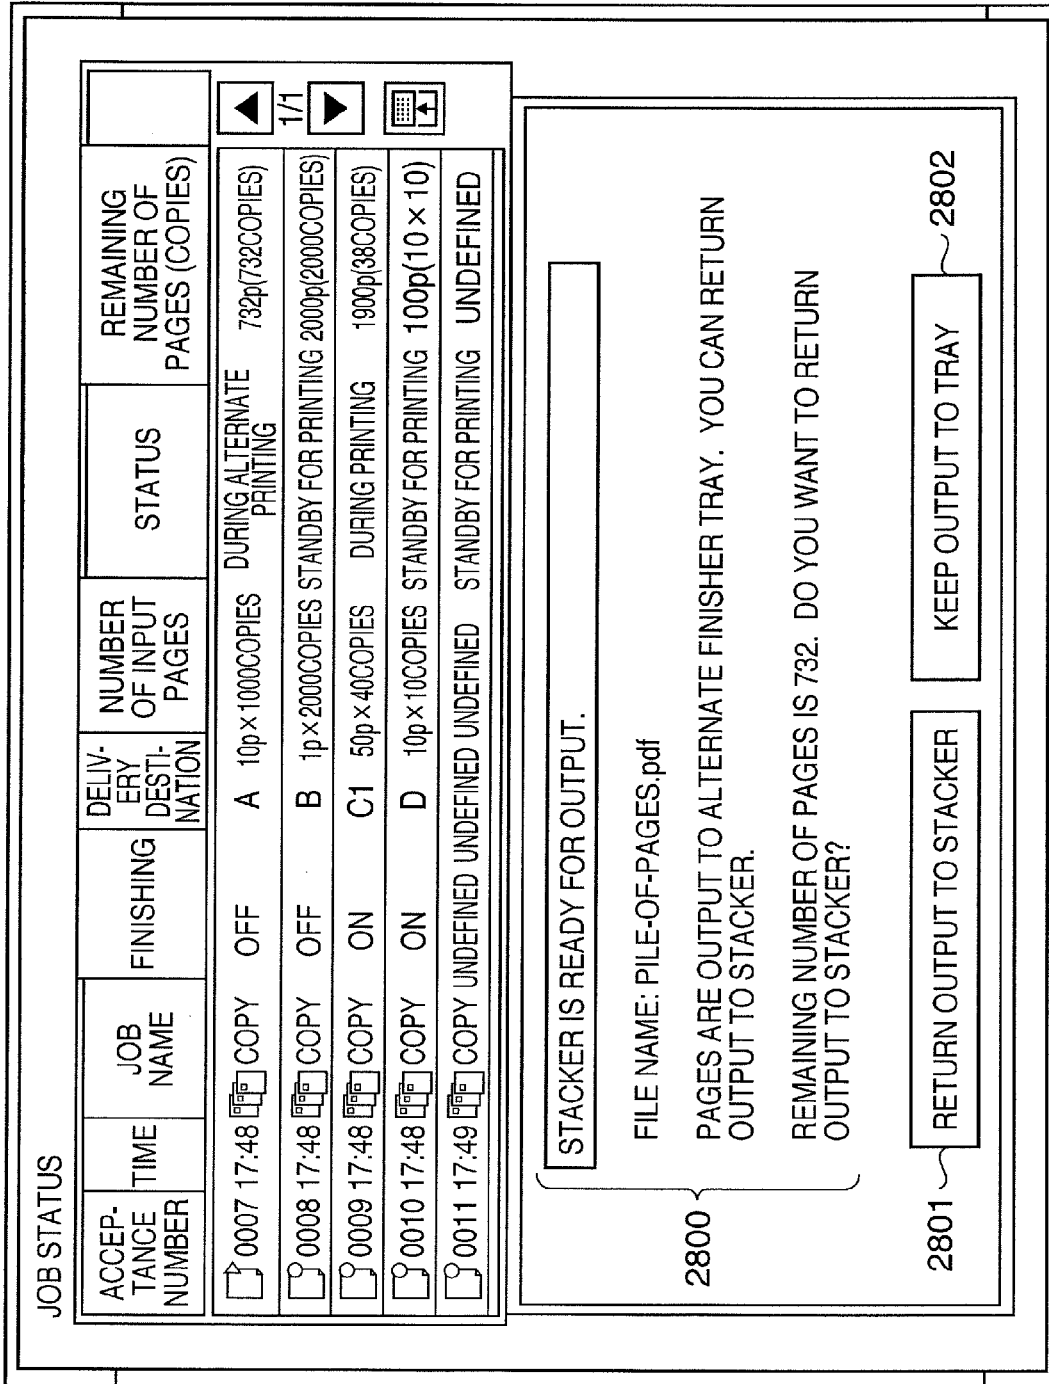 JOB STATUS
ACCEP-
TANCE
NUMBER
TIME
JOB
NAME
FINISHING
DELIV-
ERY
DESTI-
NATION
NUMBER
OF INPUT
PAGES
STATUS
REMAINING
NUMBER OF
PAGES (COPIES)
0007 17:48 COPY OFF A 10p×1000COPIES DURING ALTERNATE PRINTING 732p(732COPIES)
0008 17:48 COPY OFF B 1p×2000COPIES STANDBY FOR PRINTING 2000p(2000COPIES)
0009 17:48 COPY ON C1 50p×40COPIES DURING PRINTING 1900p(38COPIES)
0010 17:48 COPY ON D 10p×10COPIES STANDBY FOR PRINTING 100p(10×10)
0011 17:49 COPY UNDEFINED UNDEFINED UNDEFINED STANDBY FOR PRINTING UNDEFINED
1/1
STACKER IS READY FOR OUTPUT.
FILE NAME: PILE-OF-PAGES.pdf
PAGES ARE OUTPUT TO ALTERNATE FINISHER TRAY. YOU CAN RETURN
OUTPUT TO STACKER.
REMAINING NUMBER OF PAGES IS 732. DO YOU WANT TO RETURN
OUTPUT TO STACKER?
2800
2801
RETURN OUTPUT TO STACKER
KEEP OUTPUT TO TRAY
2802